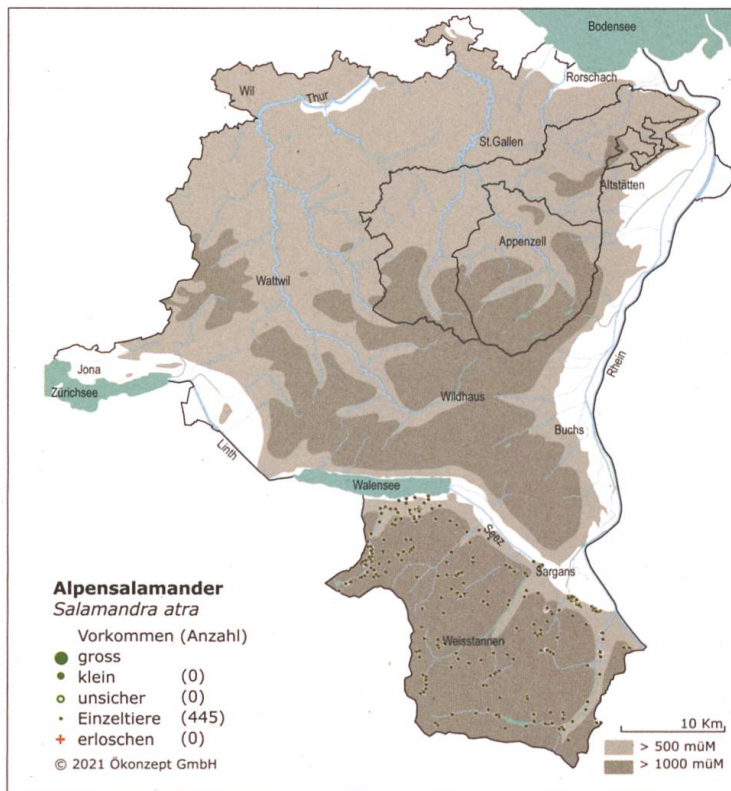 Bodensee
Rorschach
Wil
Thur
St.Gallen
Altstätten
Appenzell
Wattwil
Rhein
Jona
Zürichsee
Wildhaus
Buchs
Linth
Walensee
Seez
Sargans
Weisstannen
Alpensalamander
Salamandra atra
Vorkommen (Anzahl)
gross
klein (0)
unsicher (0)
Einzeltiere (445)
erloschen (0)
© 2021 Ökonzept GmbH
10 Km
> 500 müM
> 1000 müM